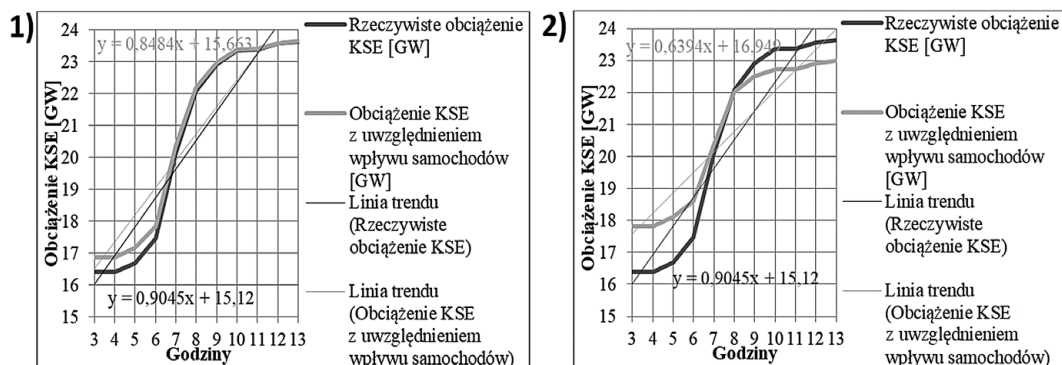 1)
24
23
22
21
20
19
18
17
16
15
Obciążenie KSE [GW]
y = 0,8484x + 15,663
y = 0,9045x + 15,12
3 4 5 6 7 8 9 10 11 12 13
Godziny
Rzeczywiste obciążenie
KSE [GW]
Obciążenie KSE
z uwzględnieniem
wpływu samochodów
[GW]
Linia trendu
(Rzeczywiste
obciążenie KSE)
Linia trendu
(Obciążenie KSE
z uwzględnieniem
wpływu samochodów)
2)
24
23
22
21
20
19
18
17
16
15
Obciążenie KSE [GW]
y = 0,6394x + 16,949
y = 0,9045x + 15,12
3 4 5 6 7 8 9 10 11 12 13
Godziny
Rzeczywiste obciążenie
KSE [GW]
Obciążenie KSE
z uwzględnieniem
wpływu samochodów
[GW]
Linia trendu
(Rzeczywiste
obciążenie KSE)
Linia trendu
(Obciążenie KSE
z uwzględnieniem
wpływu samochodów)